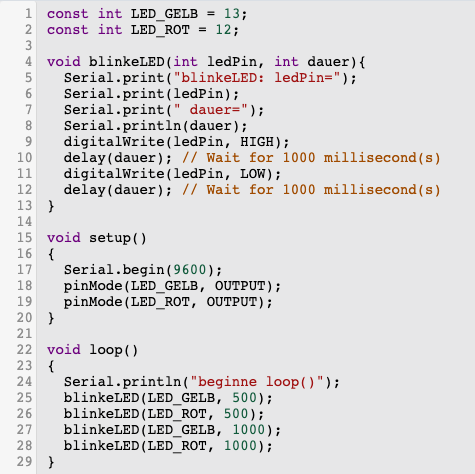 1 const int LED_GELB = 13;
2 const int LED_ROT = 12;
3
4 void blinkeLED(int ledPin, int dauer){
5   Serial.print("blinkeLED: ledPin=");
6   Serial.print(ledPin);
7   Serial.print(" dauer=");
8   Serial.println(dauer);
9   digitalWrite(ledPin, HIGH);
10   delay(dauer); // Wait for 1000 millisecond(s)
11   digitalWrite(ledPin, LOW);
12   delay(dauer); // Wait for 1000 millisecond(s)
13 }
14
15 void setup()
16 {
17   Serial.begin(9600);
18   pinMode(LED_GELB, OUTPUT);
19   pinMode(LED_ROT, OUTPUT);
20 }
21
22 void loop()
23 {
24   Serial.println("beginne loop()");
25   blinkeLED(LED_GELB, 500);
26   blinkeLED(LED_ROT, 500);
27   blinkeLED(LED_GELB, 1000);
28   blinkeLED(LED_ROT, 1000);
29 }